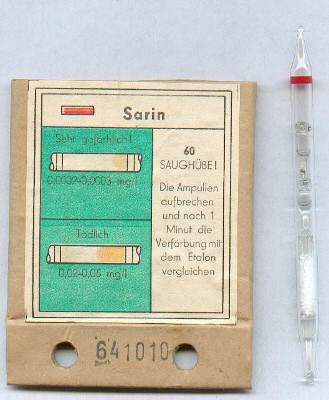 Sarin
Sehr gefährlich!
0,0002-0,0003 mg/l
Tödlich
0,02-0,05 mg/l
60
SAUGHÜBE!
Die Ampullen
aufbrechen
und nach 1
Minut die
Verfärbung mit
dem Etalon
vergleichen
641010